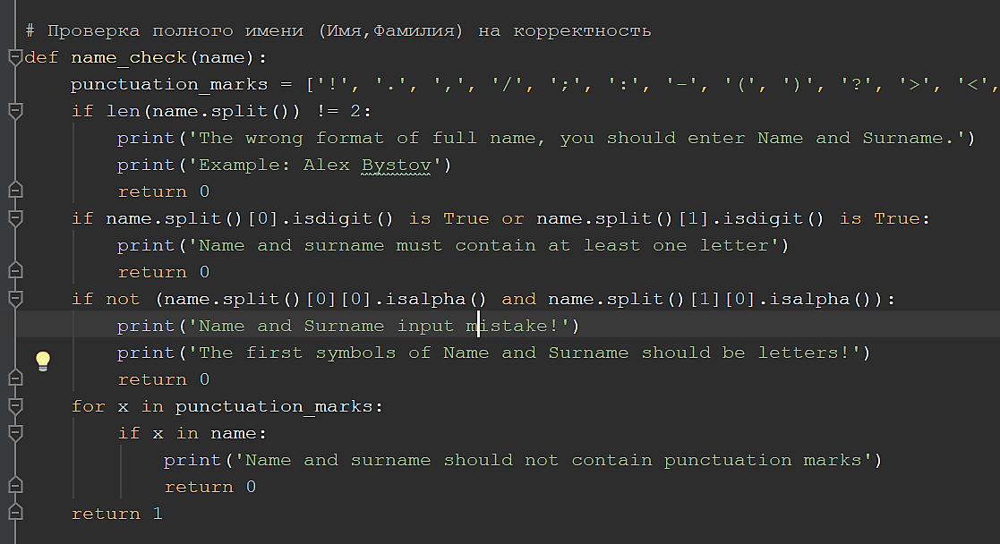 # Проверка полного имени (Имя,Фамилия) на корректность
def name_check(name):
    punctuation_marks = ['!', '.', ',', '/', ';', ':', '-', '(', ')', '?', '>', '<',
    if len(name.split()) != 2:
        print('The wrong format of full name, you should enter Name and Surname.')
        print('Example: Alex Bystov')
        return 0
    if name.split()[0].isdigit() is True or name.split()[1].isdigit() is True:
        print('Name and surname must contain at least one letter')
        return 0
    if not (name.split()[0][0].isalpha() and name.split()[1][0].isalpha()):
        print('Name and Surname input mistake!')
        print('The first symbols of Name and Surname should be letters!')
        return 0
    for x in punctuation_marks:
        if x in name:
            print('Name and surname should not contain punctuation marks')
            return 0
    return 1